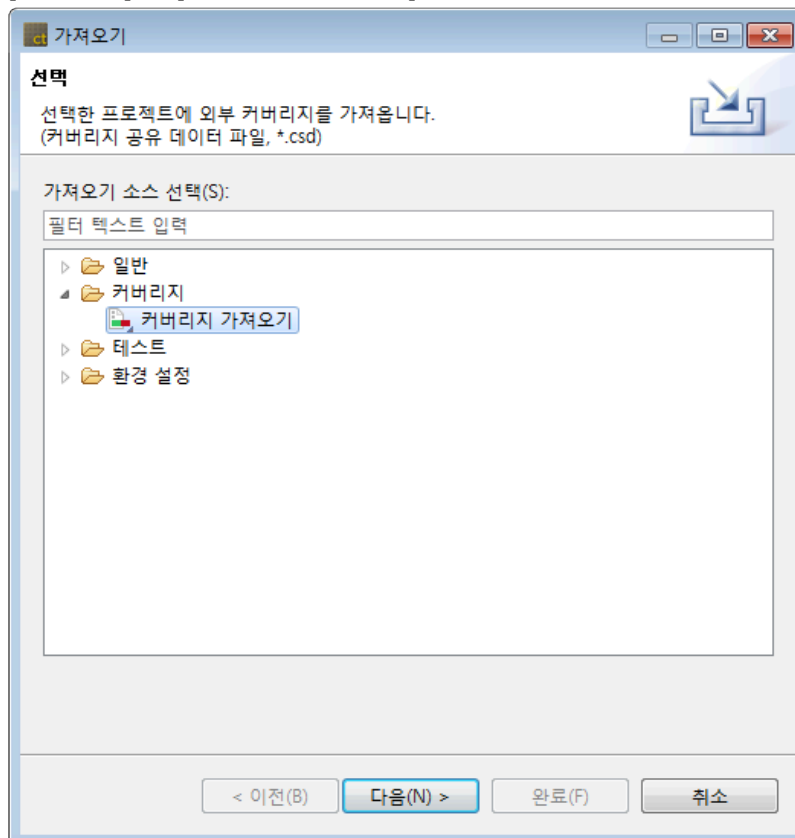 ct 가져오기
선택
선택한 프로젝트에 외부 커버리지를 가져옵니다.
(커버리지 공유 데이터 파일, *.csd)
가져오기 소스 선택(S):
필터 텍스트 입력
일반
커버리지
커버리지 가져오기
테스트
환경 설정
< 이전(B) 다음(N) > 완료(F) 취소